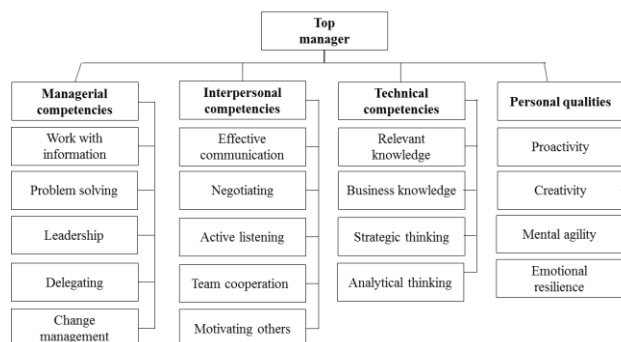 Top
manager
Managerial
competencies
Work with
information
Problem solving
Leadership
Delegating
Change
management
Interpersonal
competencies
Effective
communication
Negotiating
Active listening
Team cooperation
Motivating others
Technical
competencies
Relevant
knowledge
Business knowledge
Strategic thinking
Analytical thinking
Personal qualities
Proactivity
Creativity
Mental agility
Emotional
resilience